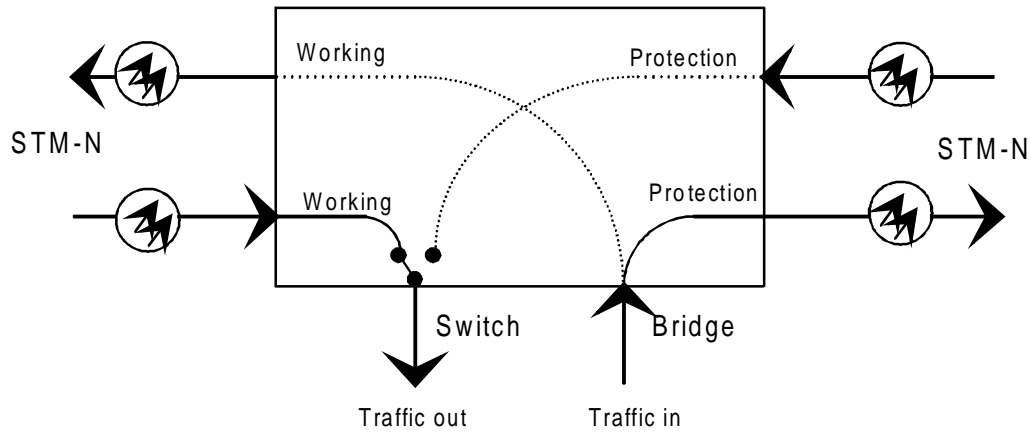 Working
Protection
STM-N
STM-N
Working
Protection
Switch
Bridge
Traffic out
Traffic in